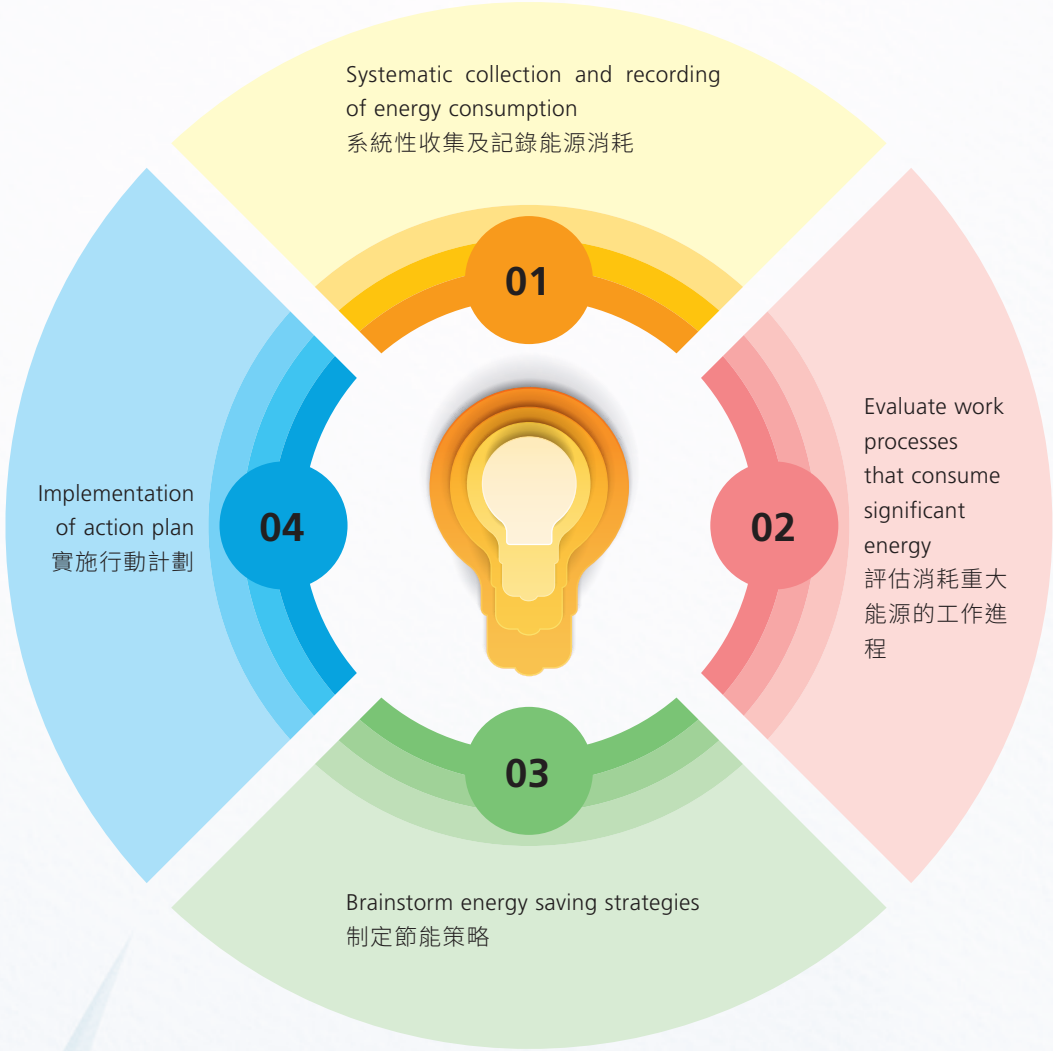 Systematic collection and recording
of energy consumption
系統性收集及記錄能源消耗
01
Evaluate work
processes
that consume
significant
energy
評估消耗重大
能源的工作進
程
02
Brainstorm energy saving strategies
制定節能策略
03
Implementation
of action plan
實施行動計劃
04